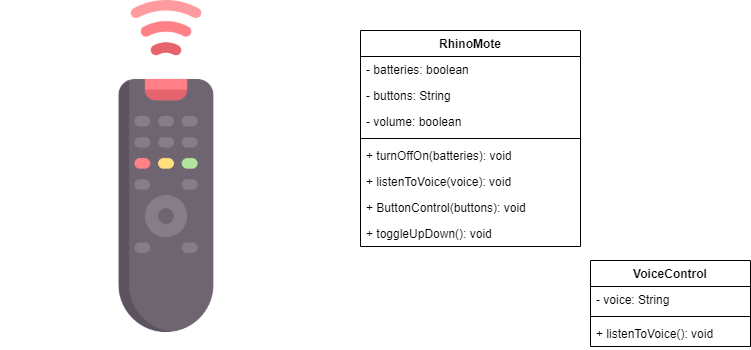 RhinoMote
- batteries: boolean
- buttons: String
- volume: boolean
+ turnOffOn(batteries): void
+ listenToVoice(voice): void
+ ButtonControl(buttons): void
+ toggleUpDown(): void
VoiceControl
- voice: String
+ listenToVoice(): void